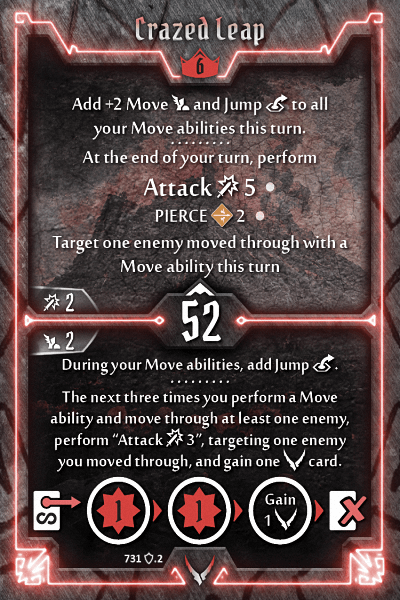 Crazed Leap
6
Add +2 Move and Jump to all
your Move abilities this turn.
At the end of your turn, perform
Attack 5
PIERCE 2
Target one enemy moved through with a
Move ability this turn
2
52
2
During your Move abilities, add Jump .
The next three times you perform a Move
ability and move through at least one enemy,
perform “Attack 3”, targeting one enemy
you moved through, and gain one card.
S 1 1 Gain
1
731 .2